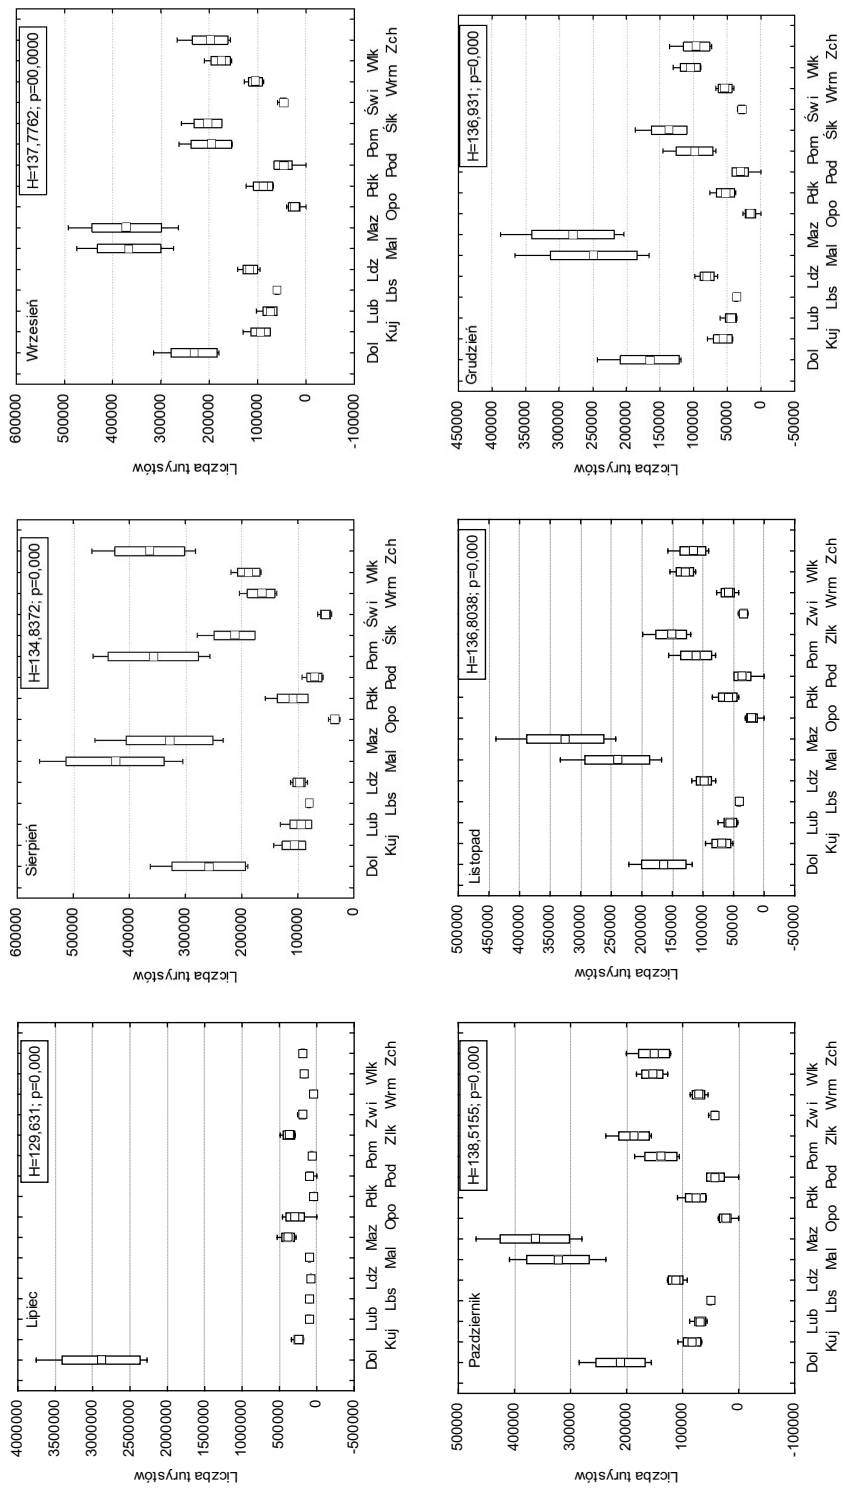 Lipiec
H=129,631; p=0,000
4000000
3500000
3000000
2500000
2000000
1500000
1000000
500000
0
-500000
Liczba turystów
Dol Lub Ldz Maz Pdk Pom Zw i Wlk
Kuj Lbs Mal Opo Pod Zlk Wrm Zch
Sierpień
H=134,8372; p=0,000
600000
500000
400000
300000
200000
100000
0
Liczba turystów
Dol Lub Ldz Maz Pdk Pom Św i Wlk
Kuj Lbs Mal Opo Pod Ślk Wrm Zch
Wrzesień
H=137,7762; p=00,0000
600000
500000
400000
300000
200000
100000
0
-100000
Liczba turystów
Dol Lub Ldz Maz Pdk Pom Św i Wlk
Kuj Lbs Mal Opo Pod Ślk Wrm Zch
Pazdziernik
H=138,5155; p=0,000
500000
400000
300000
200000
100000
0
-100000
Liczba turystów
Dol Lub Ldz Maz Pdk Pom Zw i Wlk
Kuj Lbs Mal Opo Pod Zlk Wrm Zch
Listopad
H=136,8038; p=0,000
500000
450000
400000
350000
300000
250000
200000
150000
100000
50000
0
-50000
Liczba turystów
Dol Lub Ldz Maz Pdk Pom Zw i Wlk
Kuj Lbs Mal Opo Pod Zlk Wrm Zch
Grudzień
H=136,931; p=0,000
450000
400000
350000
300000
250000
200000
150000
100000
50000
0
-50000
Liczba turystów
Dol Lub Ldz Maz Pdk Pom Św i Wlk
Kuj Lbs Mal Opo Pod Ślk Wrm Zch